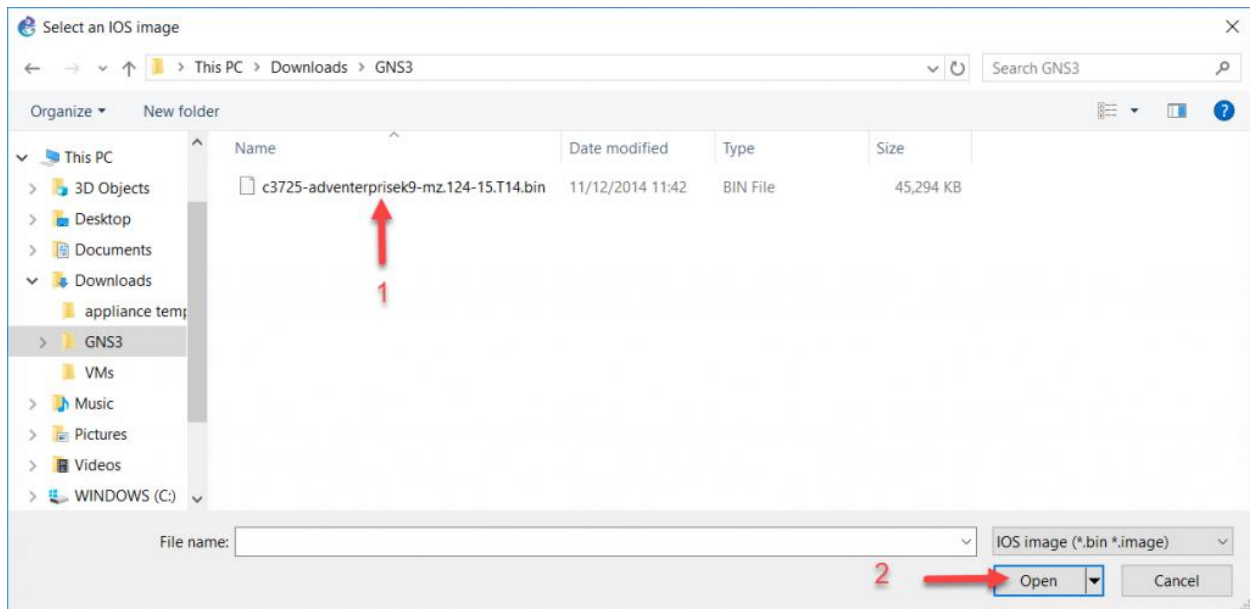 Select an IOS image
This PC > Downloads > GNS3
Search GNS3
Organize
New folder
Name
Date modified
Type
Size
This PC
3D Objects
Desktop
Documents
Downloads
appliance temp
GNS3
VMs
Music
Pictures
Videos
WINDOWS (C:)
c3725-adventerprisek9-mz.124-15.T14.bin 11/12/2014 11:42 BIN File 45,294 KB
1
File name:
IOS image (*.bin *.image)
2
Open
Cancel